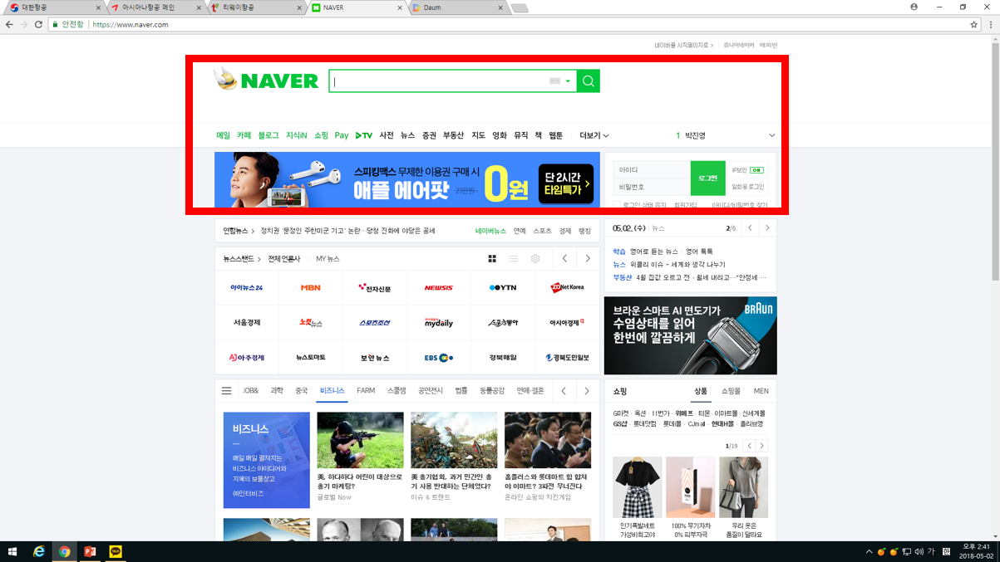 대한항공
아시아나항공 메인
티웨이항공
NAVER
Daum
안전함 https://www.naver.com
네이버를 시작페이지로 쥬니어네이버 해피빈
NAVER
메일 카페 블로그 지식iN 쇼핑 Pay TV 사전 뉴스 증권 부동산 지도 영화 뮤직 책 웹툰 더보기 1 박진영
스피킹맥스 무제한 이용권 구매 시
애플 에어팟 21만원 0원
단 2시간
타임특가
아이디
비밀번호
로그인
IP보안 ON
일회용 로그인
로그인 상태 유지 회원가입 아이디/비밀번호 찾기
연합뉴스 정치권 '문정인 주한미군 기고' 논란…당청 진화에 야당은 공세
네이버뉴스 연예 스포츠 경제 랭킹
05.02. (수) 뉴스 2/6
학습 영어로 듣는 뉴스 영어 톡톡
뉴스 위클리 이슈 - 세계와 생각 나누기
부동산 4월 집값 오르고 전·월세 내리고…"안정세 …
뉴스스탠드 전체 언론사 MY 뉴스
아이뉴스24 MBN 전자신문 NEWSIS YTN ZDNet Korea
서울경제 노컷뉴스 스포츠조선 mydaily 스포츠동아 아시아경제
아주경제 뉴스토마토 보안뉴스 EBS 경북매일 경북도민일보
브라운 스마트 AI 면도기가
수염상태를 읽어
한번에 깔끔하게
BRAUN
JOB& 과학 중국 비즈니스 FARM 스쿨잼 공연전시 법률 동물공감 연애·결혼
비즈니스
매일 매일 펼쳐지는
비즈니스 아이디어와
지혜의 보물창고
㈜인터비즈
美, 하다하다 어린이 대상으로
총기 마케팅?
글로벌 Now
美 총기협회, 과거 민간인 총
기 사용 반대하는 단체였다?
이슈 & 트렌드
홈플러스와 롯데마트 힘 합쳐
야 이마트? 3파전 무너진다
온라인 쇼핑의 치킨게임
쇼핑 상품 쇼핑몰 MEN
G마켓 · 옥션 · 11번가 · 위메프 · 티몬 · 이마트몰 · 신세계몰
GS샵 · 롯데닷컴 · 롯데i몰 · CJmall · 현대H몰 · 올리브영
1/19
인기폭발세트
가성비최고야
100% 무기자차
0% 피부자극
우리 옷은
품질이 달라요
오후 2:41
2018-05-02